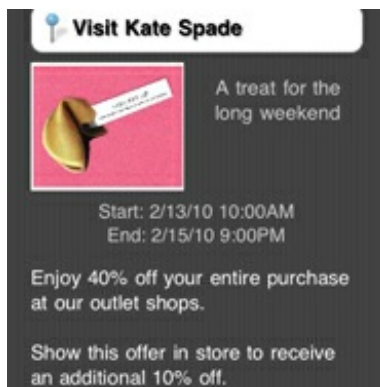 Visit Kate Spade
A treat for the
long weekend
Start: 2/13/10 10:00AM
End: 2/15/10 9:00PM
Enjoy 40% off your entire purchase
at our outlet shops.
Show this offer in store to receive
an additional 10% off.